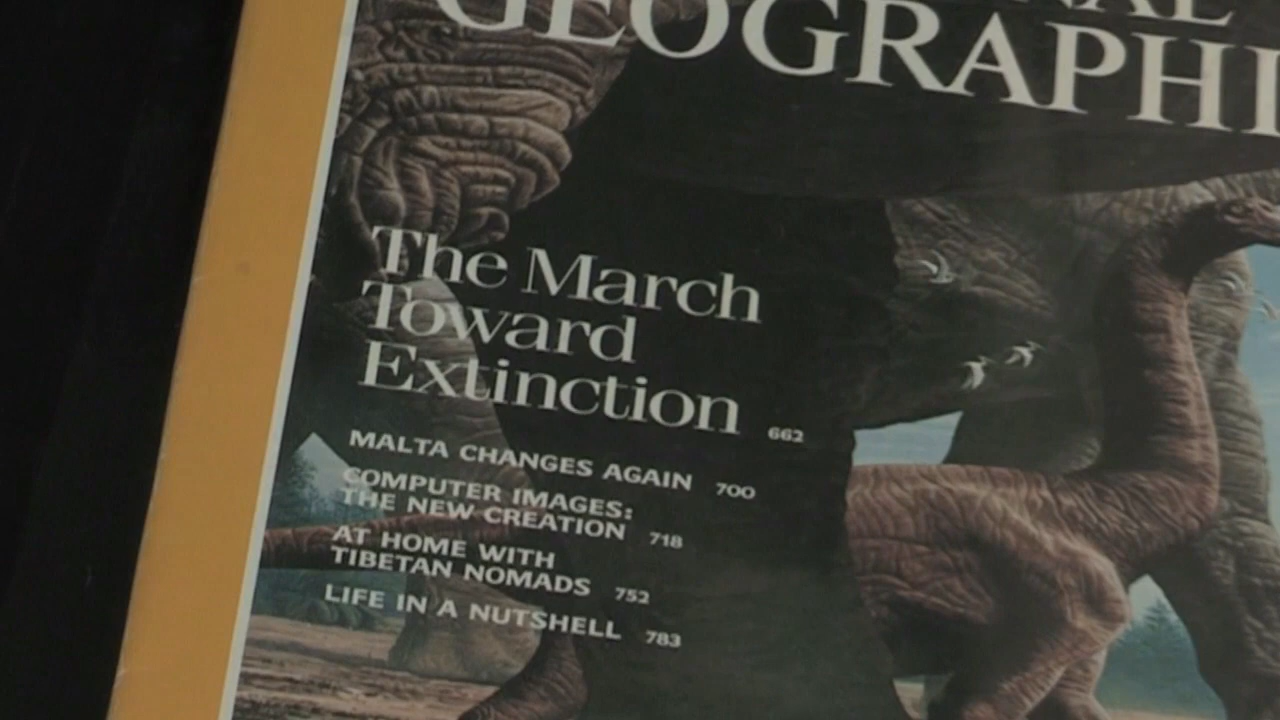 GEOGRAPHI
The March
Toward
Extinction 662
MALTA CHANGES AGAIN 700
COMPUTER IMAGES:
THE NEW CREATION 718
AT HOME WITH
TIBETAN NOMADS 752
LIFE IN A NUTSHELL 783